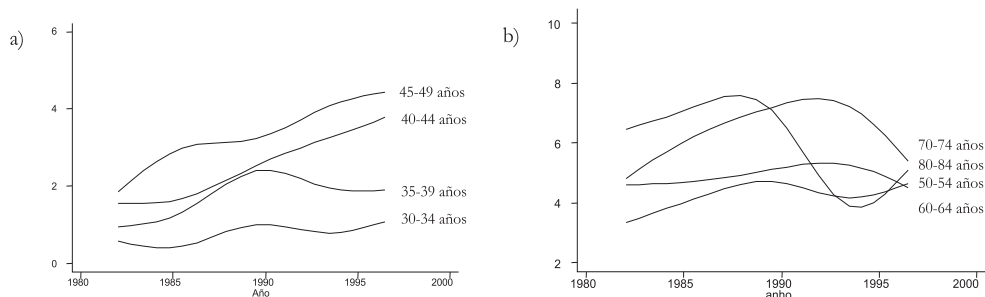 a)
6
4
2
0
1980 1985 1990 1995 2000
Año
45-49 años
40-44 años
35-39 años
30-34 años
b)
10
8
6
4
2
1980 1985 1990 1995 2000
anho
70-74 años
80-84 años
50-54 años
60-64 años